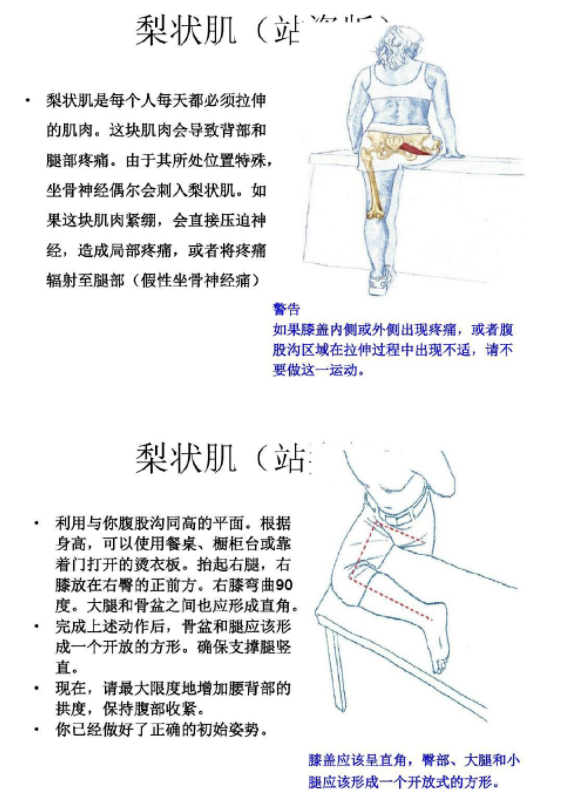 梨状肌（站姿版）
• 梨状肌是每个人每天都必须拉伸
的肌肉。这块肌肉会导致背部和
腿部疼痛。由于其所处位置特殊，
坐骨神经偶尔会刺入梨状肌。如
果这块肌肉紧绷，会直接压迫神
经，造成局部疼痛，或者将疼痛
辐射至腿部（假性坐骨神经痛）
警告
如果膝盖内侧或外侧出现疼痛，或者腹
股沟区域在拉伸过程中出现不适，请不
要做这一运动。
梨状肌（站
• 利用与你腹股沟同高的平面。根据
身高，可以使用餐桌、橱柜台或靠
着门打开的烫衣板。抬起右腿，右
膝放在右臀的正前方。右膝弯曲90
度。大腿和骨盆之间也应形成直角。
• 完成上述动作后，骨盆和腿应该形
成一个开放的方形。确保支撑腿竖
直。
• 现在，请最大限度地增加腰背部的
拱度，保持腹部收紧。
• 你已经做好了正确的初始姿势。
膝盖应该呈直角，臀部、大腿和小
腿应该形成一个开放式的方形。